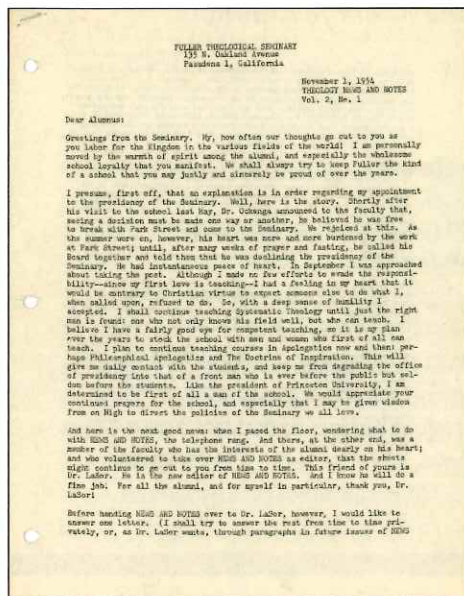 FULLER THEOLOGICAL SEMINARY
135 N. Oakland Avenue
Pasadena 1, California
November 1, 1954
THEOLOGY NEWS AND NOTES
Vol. 2, No. 1
Dear Alumnus:
Greetings from the Seminary. My, how often our thoughts go out to you as
you labor for the Kingdom in the various fields of the world! I am personally
moved by the warmth of spirit among the alumni, and especially the wholesome
school loyalty that you manifest. We shall always try to keep Fuller the kind
of a school that you may justly and sincerely be proud of over the years.
I presume, first off, that an explanation is in order regarding my appointment
to the presidency of the Seminary. Well, here is the story. Shortly after
his visit to the school last May, Dr. Ockenga announced to the faculty that,
seeing a decision must be made one way or another, he believed he was free
to break with Park Street and come to the Seminary. We rejoiced at this. As
the summer wore on, however, his heart was more and more burdened by the work
at Park Street; until, after many weeks of prayer and fasting, he called his
Board together and told them that he was declining the presidency of the
Seminary. He had instantaneous peace of heart. In September I was approached
about taking the post. Although I made no few efforts to evade the responsi-
bility--since my first love is teaching--I had a feeling in my heart that it
would be contrary to Christian virtue to expect someone else to do what I,
when called upon, refused to do. So, with a deep sense of humility I
accepted. I shall continue teaching Systematic Theology until just the right
man is found: one who not only knows his field well, but who can teach. I
believe I have a fairly good eye for competent teaching, so it is my plan
over the years to stock the school with men and women who first of all can
teach. I plan to continue teaching courses in Apologetics now and then; per-
haps Philosophical Apologetics and The Doctrine of Inspiration. This will
give me daily contact with the students, and keep me from degrading the office
of presidency into that of a front man who is ever before the public but sel-
dom before the students. Like the president of Princeton University, I am
determined to be first of all a man of the school. We would appreciate your
continued prayers for the school, and especially that I may be given wisdom
from on High to direct the policies of the Seminary we all love.
And here is the next good news: when I paced the floor, wondering what to do
with NEWS AND NOTES, the telephone rang. And there, at the other end, was a
member of the faculty who has the interests of the alumni dearly on his heart;
and who volunteered to take over NEWS AND NOTES as editor, that the sheets
might continue to go out to you from time to time. This friend of yours is
Dr. LaSor. He is the new editor of NEWS AND NOTES. And I know he will do a
fine job. For all the alumni, and for myself in particular, thank you, Dr.
LaSor!
Before handing NEWS AND NOTES over to Dr. LaSor, however, I would like to
answer one letter. (I shall try to answer the rest from time to time pri-
vately, or, as Dr. LaSor wants, through paragraphs in future issues of NEWS